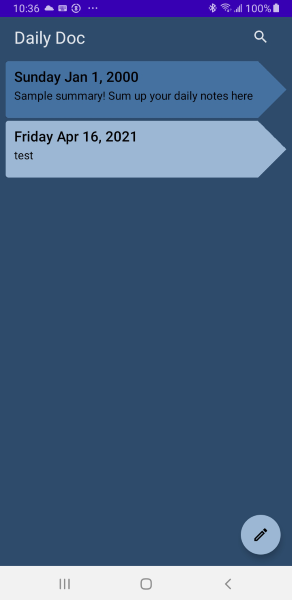 10:36
100%
Daily Doc
Sunday Jan 1, 2000
Sample summary! Sum up your daily notes here
Friday Apr 16, 2021
test